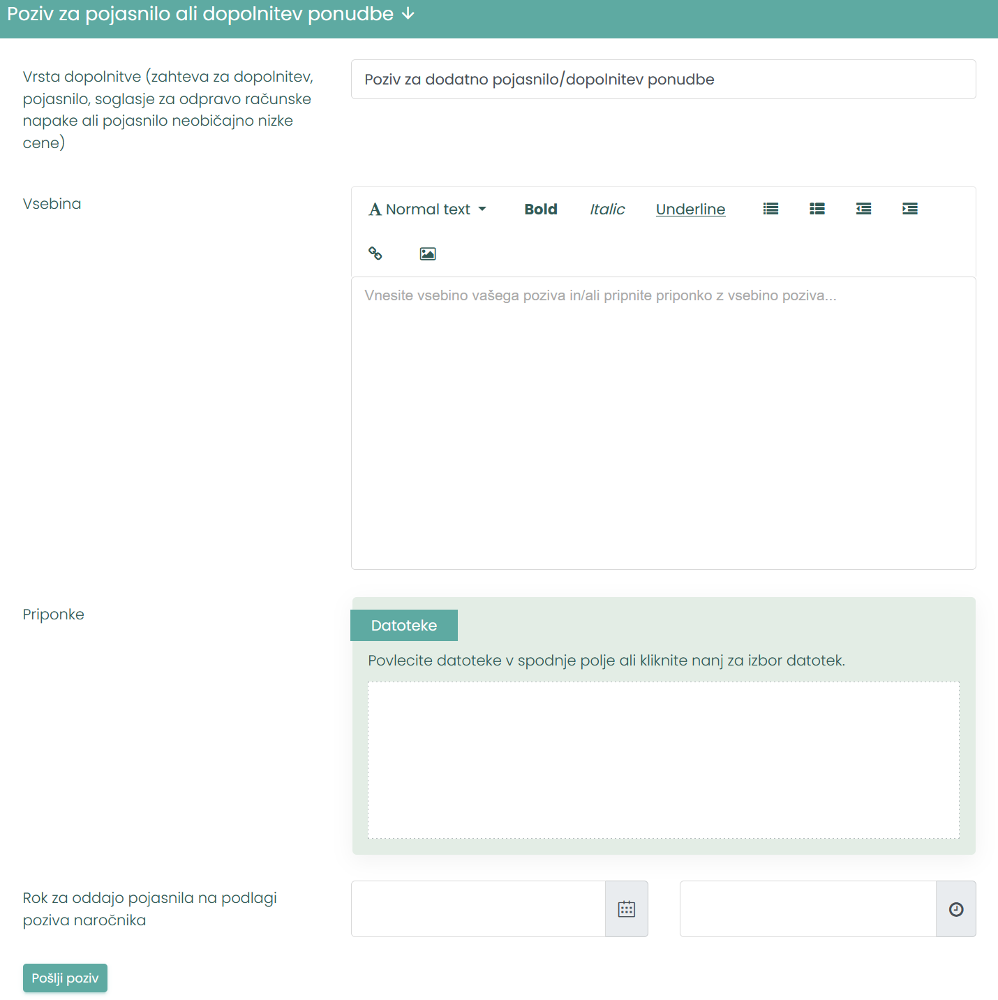 Poziv za pojasnilo ali dopolnitev ponudbe ↓
Vrsta dopolnitve (zahteva za dopolnitev,
pojasnilo, soglasje za odpravo računske
napake ali pojasnilo neobičajno nizke
cene)
Poziv za dodatno pojasnilo/dopolnitev ponudbe
Vsebina
A Normal text Bold Italic Underline
Vnesite vsebino vašega poziva in/ali pripnite priponko z vsebino poziva...
Priponke
Datoteke
Povlecite datoteke v spodnje polje ali kliknite nanj za izbor datotek.
Rok za oddajo pojasnila na podlagi
poziva naročnika
Pošlji poziv